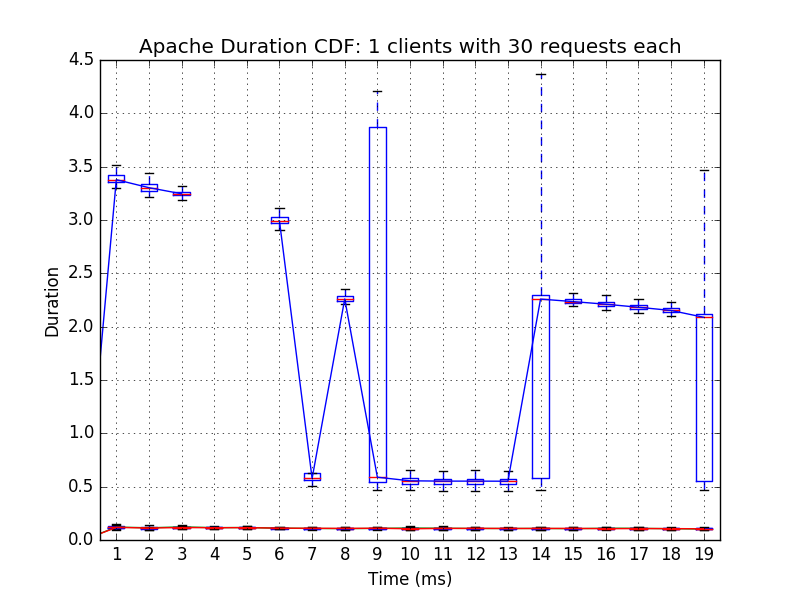 Apache Duration CDF: 1 clients with 30 requests each
4.5
4.0
3.5
3.0
2.5
2.0
1.5
1.0
0.5
0.0
Duration
1 2 3 4 5 6 7 8 9 10 11 12 13 14 15 16 17 18 19
Time (ms)